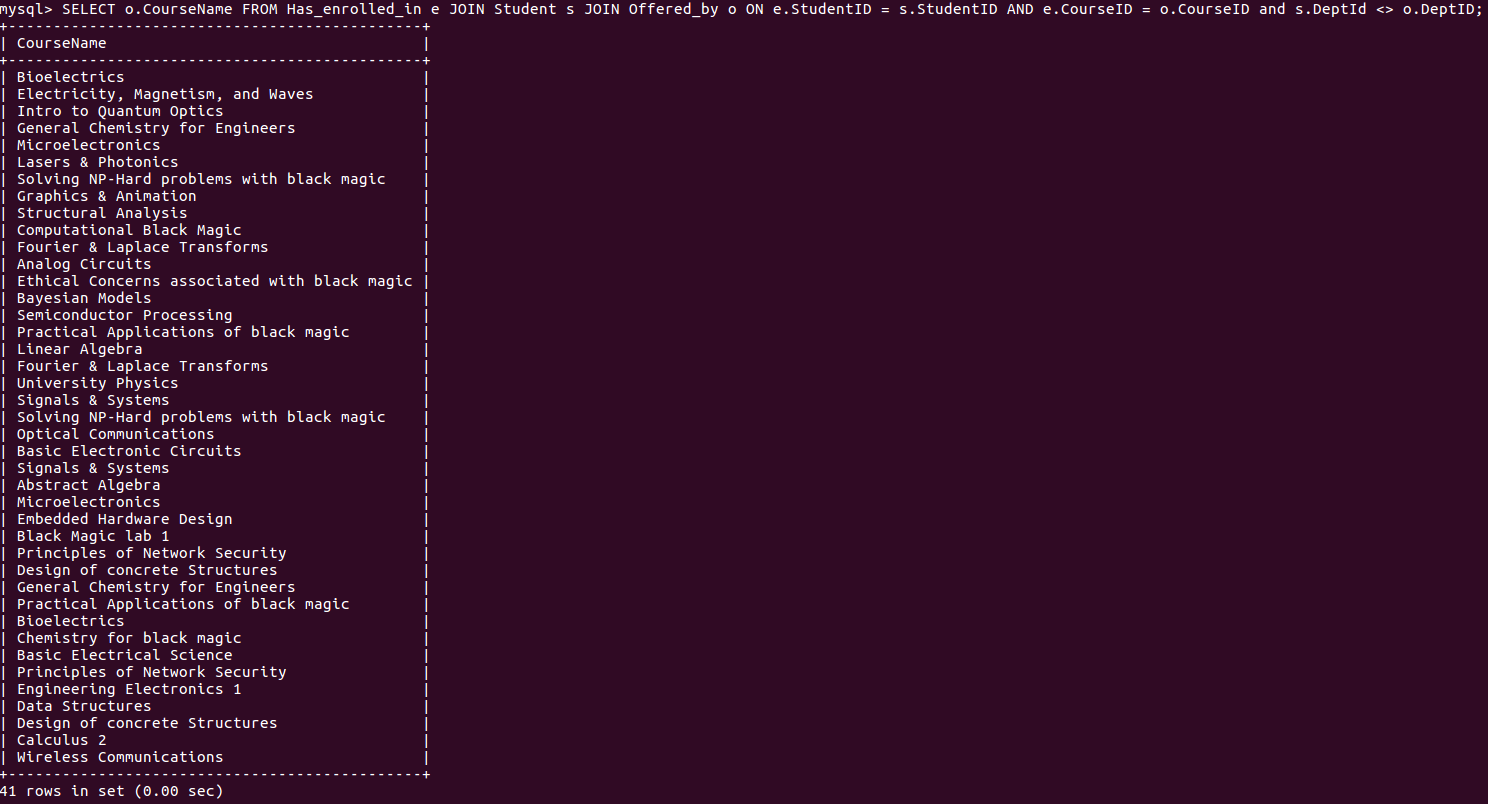 mysql> SELECT o.CourseName FROM Has_enrolled_in e JOIN Student s JOIN Offered_by o ON e.StudentID = s.StudentID AND e.CourseID = o.CourseID and s.DeptId <> o.DeptID;
+----------------------------------------------+
| CourseName                                   |
+----------------------------------------------+
| Bioelectrics                                 |
| Electricity, Magnetism, and Waves            |
| Intro to Quantum Optics                      |
| General Chemistry for Engineers              |
| Microelectronics                             |
| Lasers & Photonics                           |
| Solving NP-Hard problems with black magic    |
| Graphics & Animation                         |
| Structural Analysis                          |
| Computational Black Magic                    |
| Fourier & Laplace Transforms                 |
| Analog Circuits                              |
| Ethical Concerns associated with black magic |
| Bayesian Models                              |
| Semiconductor Processing                     |
| Practical Applications of black magic        |
| Linear Algebra                               |
| Fourier & Laplace Transforms                 |
| University Physics                           |
| Signals & Systems                            |
| Solving NP-Hard problems with black magic    |
| Optical Communications                       |
| Basic Electronic Circuits                    |
| Signals & Systems                            |
| Abstract Algebra                             |
| Microelectronics                             |
| Embedded Hardware Design                     |
| Black Magic lab 1                            |
| Principles of Network Security               |
| Design of concrete Structures                |
| General Chemistry for Engineers              |
| Practical Applications of black magic        |
| Bioelectrics                                 |
| Chemistry for black magic                    |
| Basic Electrical Science                     |
| Principles of Network Security               |
| Engineering Electronics 1                    |
| Data Structures                              |
| Design of concrete Structures                |
| Calculus 2                                   |
| Wireless Communications                      |
+----------------------------------------------+
41 rows in set (0.00 sec)